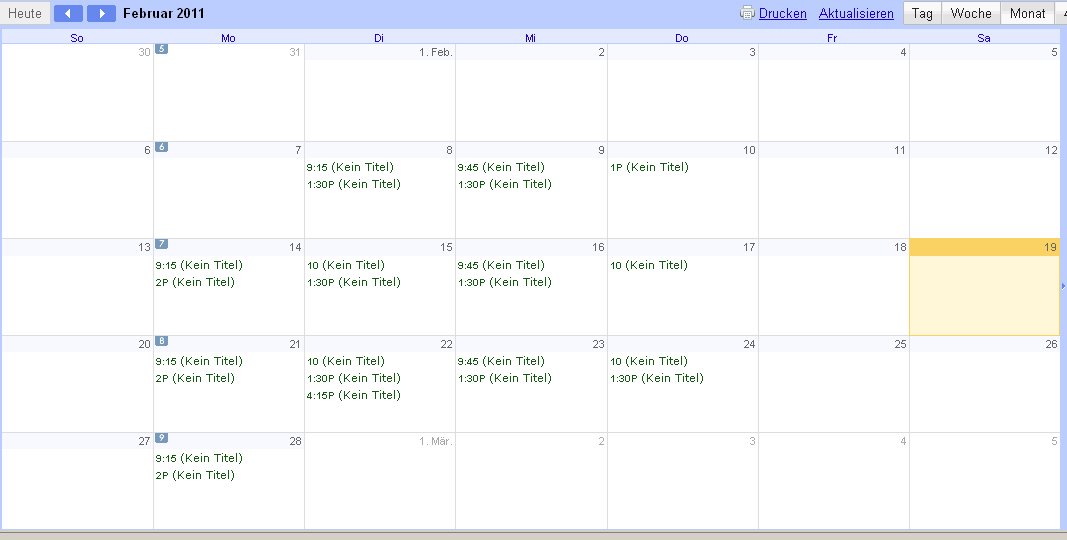 Heute Februar 2011 Drucken Aktualisieren Tag Woche Monat
So Mo Di Mi Do Fr Sa
30 5 31 1. Feb. 2 3 4 5
6 6 7 8 9 10 11 12
9:15 (Kein Titel) 9:45 (Kein Titel) 1P (Kein Titel)
1:30P (Kein Titel) 1:30P (Kein Titel)
13 7 14 15 16 17 18 19
9:15 (Kein Titel) 10 (Kein Titel) 9:45 (Kein Titel) 10 (Kein Titel)
2P (Kein Titel) 1:30P (Kein Titel) 1:30P (Kein Titel)
20 8 21 22 23 24 25 26
9:15 (Kein Titel) 10 (Kein Titel) 9:45 (Kein Titel) 10 (Kein Titel)
2P (Kein Titel) 1:30P (Kein Titel) 1:30P (Kein Titel) 1:30P (Kein Titel)
4:15P (Kein Titel)
27 9 28 1. Mär. 2 3 4 5
9:15 (Kein Titel)
2P (Kein Titel)